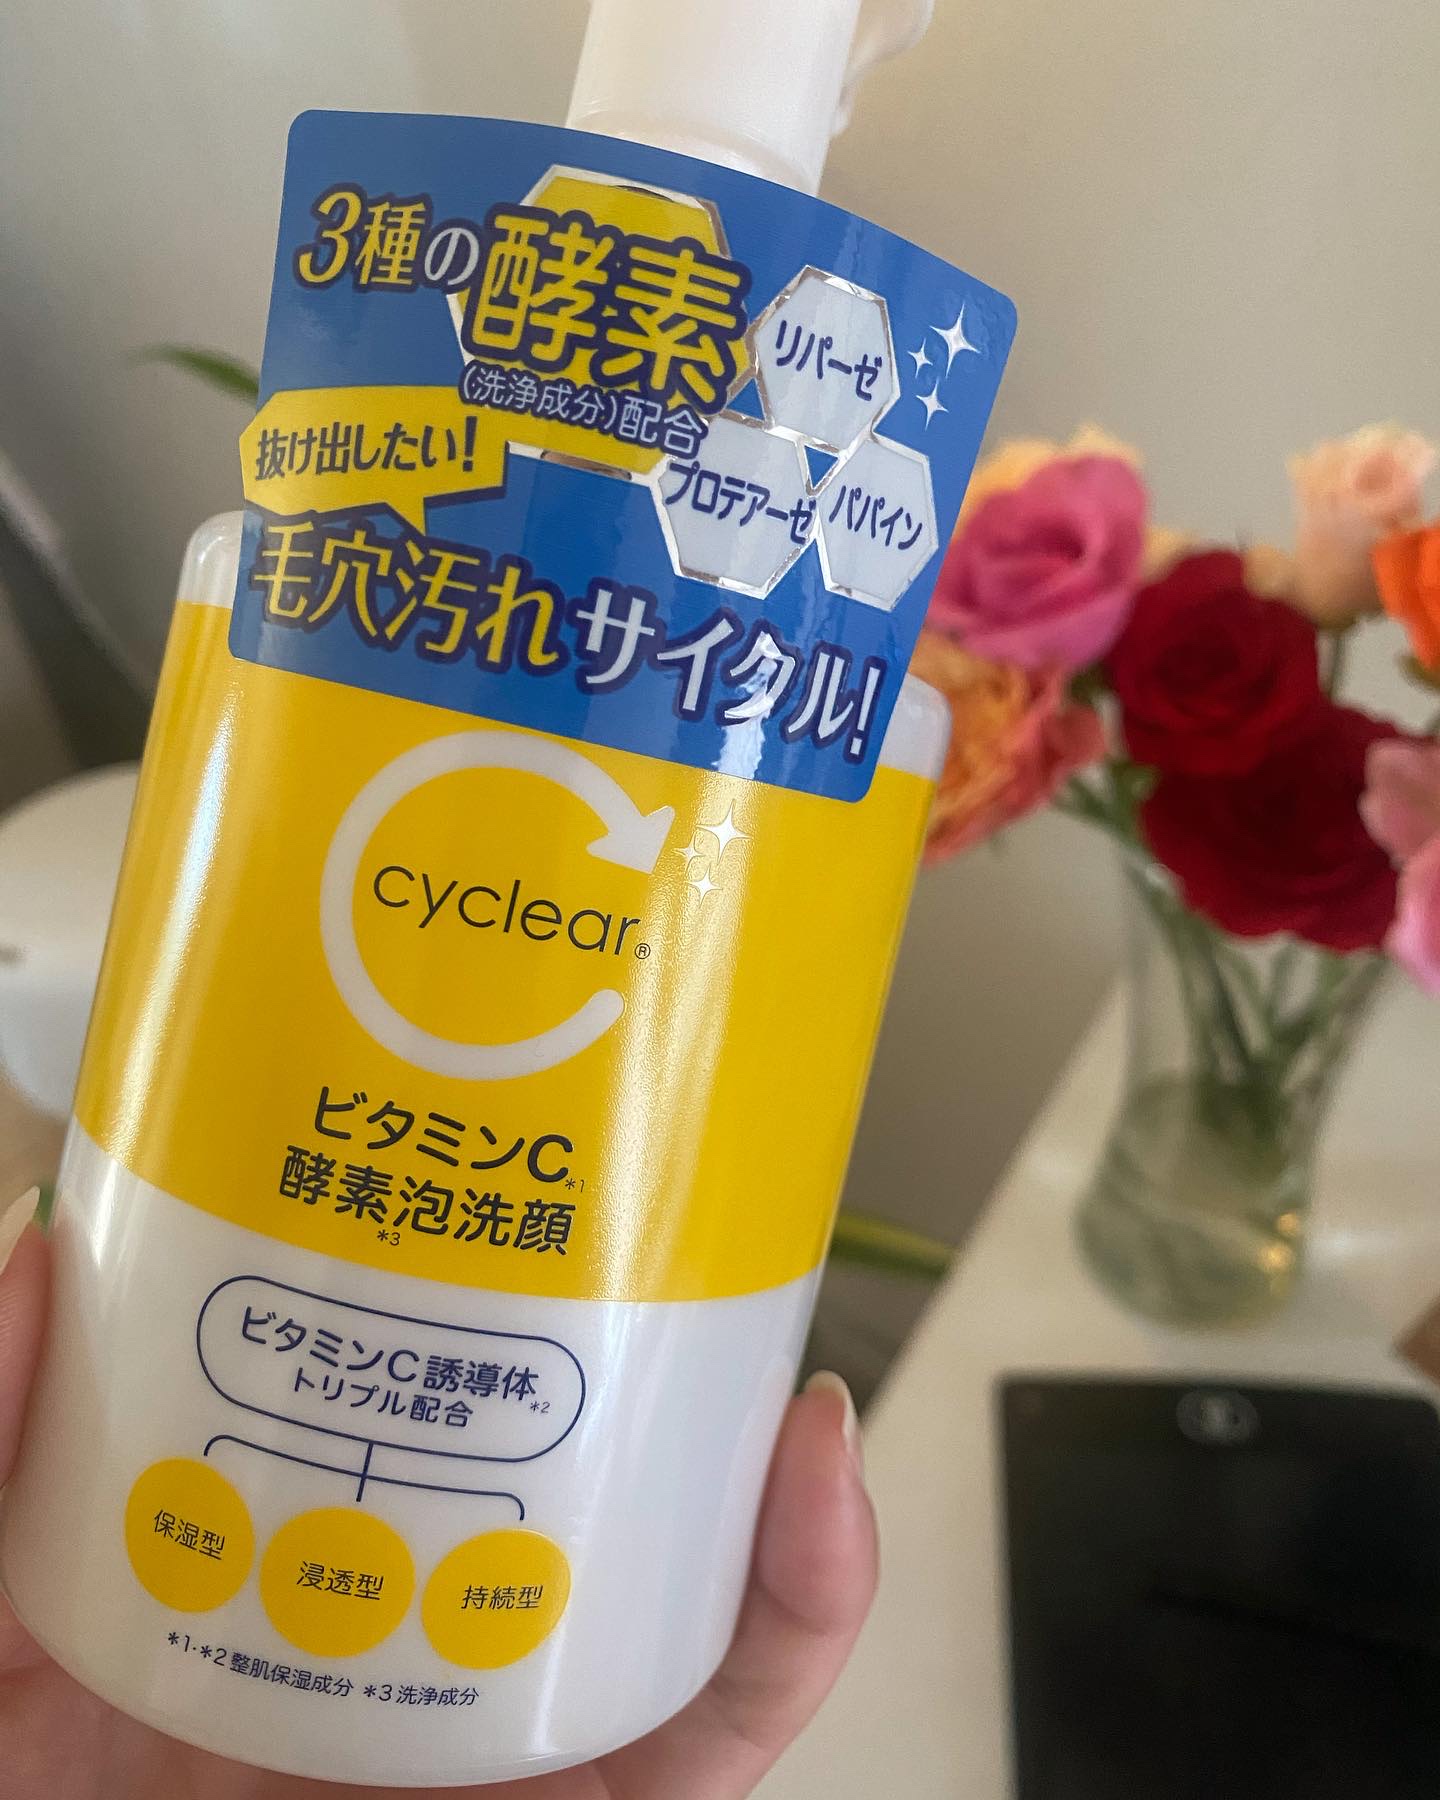 3種の酵素
(洗浄成分)配合
リパーゼ
プロテアーゼ
パパイン
抜け出したい!
毛穴汚れサイクル!
cyclear®
ビタミンC*1
酵素泡洗顔
*3
ビタミンC誘導体
トリプル配合*2
保湿型
浸透型
持続型
*1・*2 整肌保湿成分 *3 洗浄成分